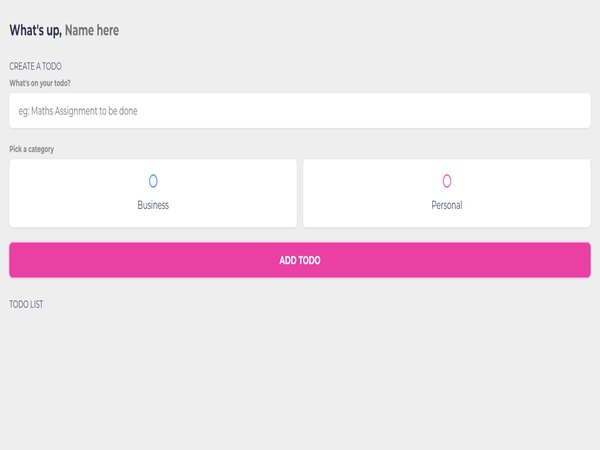 What's up, Name here
CREATE A TODO
What's on your todo?
eg: Maths Assignment to be done
Pick a category
Business
Personal
ADD TODO
TODO LIST